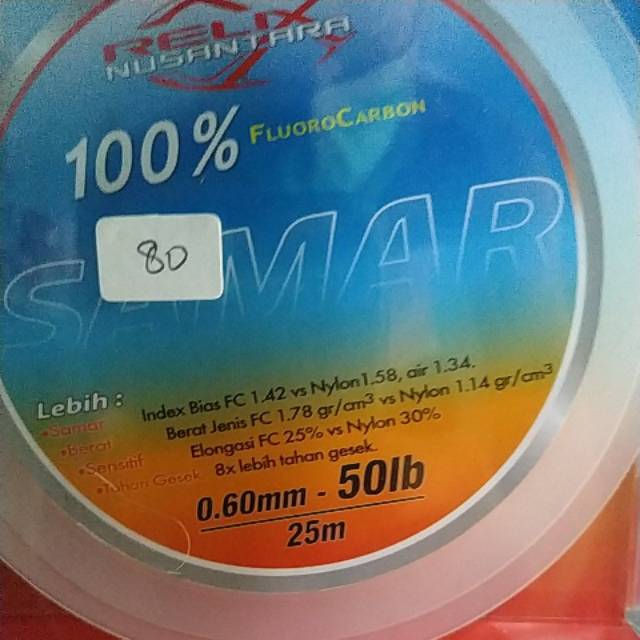 RELIX
NUSANTARA
100% FLUOROCARBON
80
SAMAR
Lebih :
•Samar
•Berat
•Sensitif
•Tahan Gesek
Index Bias FC 1.42 vs Nylon1.58, air 1.34.
Berat Jenis FC 1.78 gr/cm³ vs Nylon 1.14 gr/cm³
Elongasi FC 25% vs Nylon 30%
8x lebih tahan gesek.
0.60mm - 50lb
25m